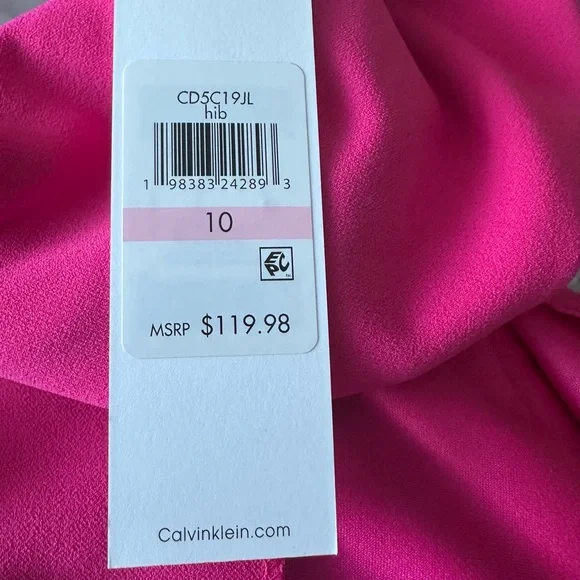 CD5C19JL
hib
1 98383 24289 3
10
EPC
MSRP $119.98
Calvinklein.com